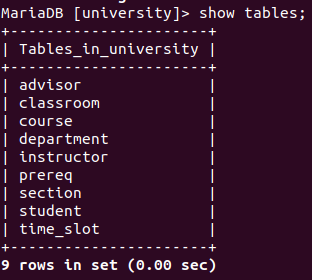 MariaDB [university]> show tables;
+----------------------+
| Tables_in_university |
+----------------------+
| advisor              |
| classroom            |
| course               |
| department           |
| instructor           |
| prereq               |
| section              |
| student              |
| time_slot            |
+----------------------+
9 rows in set (0.00 sec)